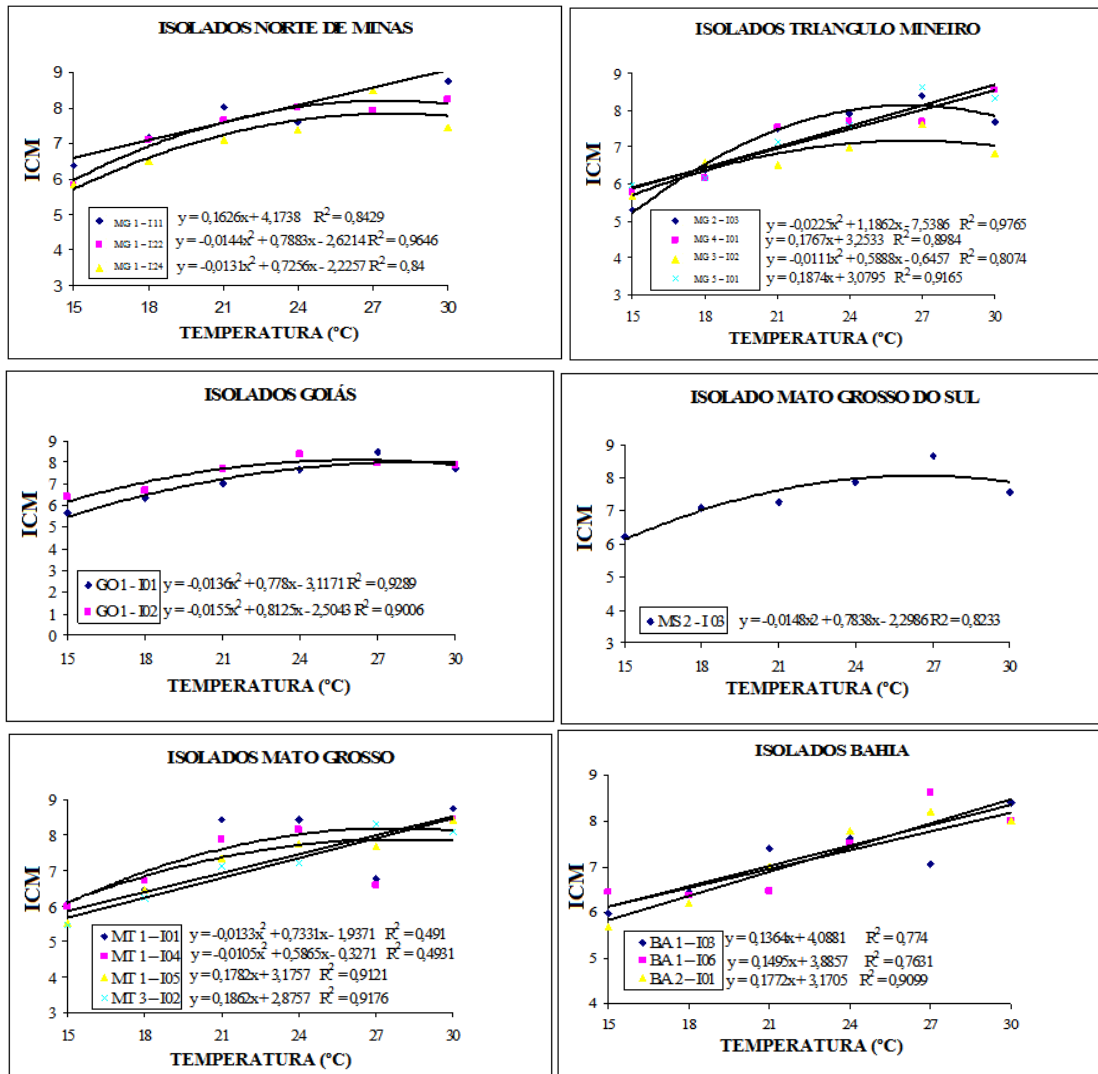 ISOLADOS NORTE DE MINAS
9
8
7
6
5
4
3
ICM
MG 1 – I11 y = 0,1626x + 4,1738 R² = 0,8429
MG 1 – I22 y = -0,0144x² + 0,7883x - 2,6214 R² = 0,9646
MG 1 – I24 y = -0,0131x² + 0,7256x - 2,2257 R² = 0,84
15 18 21 24 27 30
TEMPERATURA (ºC)
ISOLADOS TRIANGULO MINEIRO
9
8
7
6
5
4
3
ICM
MG 2 – I03 y = -0,0225x² + 1,1862x - 7,5386 R² = 0,9765
MG 4 – I01 y = 0,1767x + 3,2533 R² = 0,8984
MG 3 – I02 y = -0,0111x² + 0,5888x - 0,6457 R² = 0,8074
MG 5 – I01 y = 0,1874x + 3,0795 R² = 0,9165
15 18 21 24 27 30
TEMPERATURA (ºC)
ISOLADOS GOIÁS
9
8
7
6
5
4
3
2
1
0
ICM
GO 1 - I01 y = -0,0136x² + 0,778x - 3,1171 R² = 0,9289
GO 1 - I02 y = -0,0155x² + 0,8125x - 2,5043 R² = 0,9006
15 18 21 24 27 30
TEMPERATURA (ºC)
ISOLADO MATO GROSSO DO SUL
9
8
7
6
5
4
3
ICM
MS 2 - I03 y = -0,0148x2 + 0,7838x - 2,2986 R2 = 0,8233
15 18 21 24 27 30
TEMPERATURA (ºC)
ISOLADOS MATO GROSSO
9
8
7
6
5
4
3
ICM
MT 1 – I01 y = -0,0133x² + 0,7331x - 1,9371 R² = 0,491
MT 1 – I04 y = -0,0105x² + 0,5865x - 0,3271 R² = 0,4931
MT 1 – I05 y = 0,1782x + 3,1757 R² = 0,9121
MT 3 – I02 y = 0,1862x + 2,8757 R² = 0,9176
15 18 21 24 27 30
TEMPERATURA (ºC)
ISOLADOS BAHIA
9
8
7
6
5
4
ICM
BA 1 – I03 y = 0,1364x + 4,0881 R² = 0,774
BA 1 – I06 y = 0,1495x + 3,8857 R² = 0,7631
BA 2 – I01 y = 0,1772x + 3,1705 R² = 0,9099
15 18 21 24 27 30
TEMPERATURA (ºC)